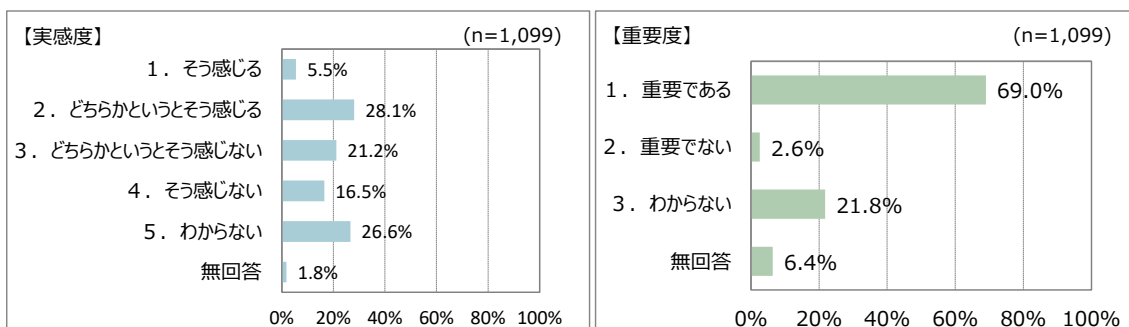 【実感度】 (n=1,099)
1．そう感じる 5.5%
2．どちらかというとそう感じる 28.1%
3．どちらかというとそう感じない 21.2%
4．そう感じない 16.5%
5．わからない 26.6%
無回答 1.8%
0% 20% 40% 60% 80% 100%
【重要度】 (n=1,099)
1．重要である 69.0%
2．重要でない 2.6%
3．わからない 21.8%
無回答 6.4%
0% 20% 40% 60% 80% 100%